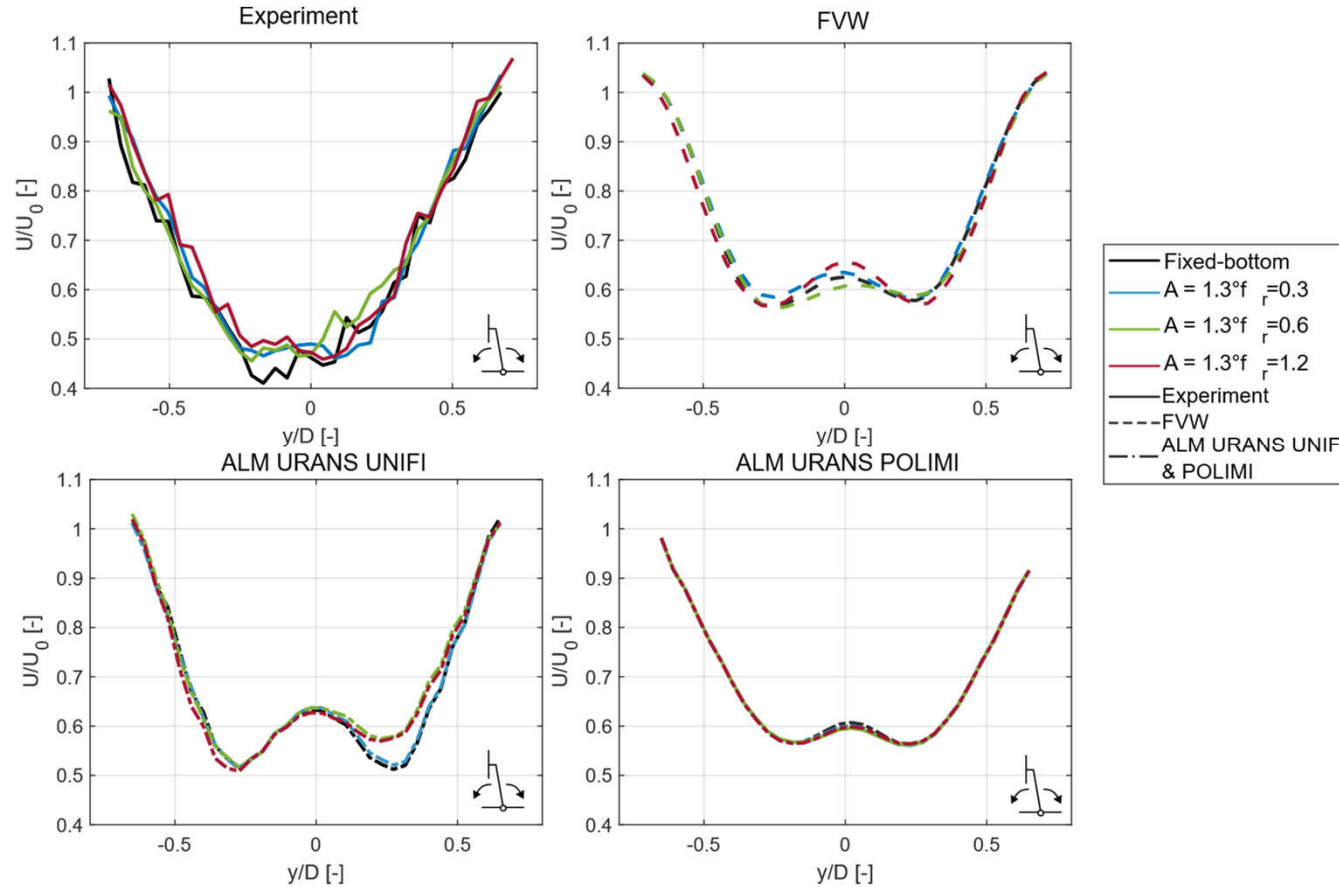 Experiment
1.1
1
0.9
0.8
0.7
0.6
0.5
0.4
U/U0 [-]
-0.5
0
0.5
y/D [-]
FVW
1.1
1
0.9
0.8
0.7
0.6
0.5
0.4
U/U0 [-]
-0.5
0
0.5
y/D [-]
ALM URANS UNIFI
1.1
1
0.9
0.8
0.7
0.6
0.5
0.4
U/U0 [-]
-0.5
0
0.5
y/D [-]
ALM URANS POLIMI
1.1
1
0.9
0.8
0.7
0.6
0.5
0.4
U/U0 [-]
-0.5
0
0.5
y/D [-]
Fixed-bottom
A = 1.3°f r=0.3
A = 1.3°f r=0.6
A = 1.3°f r=1.2
Experiment
FVW
ALM URANS UNIF
& POLIMI